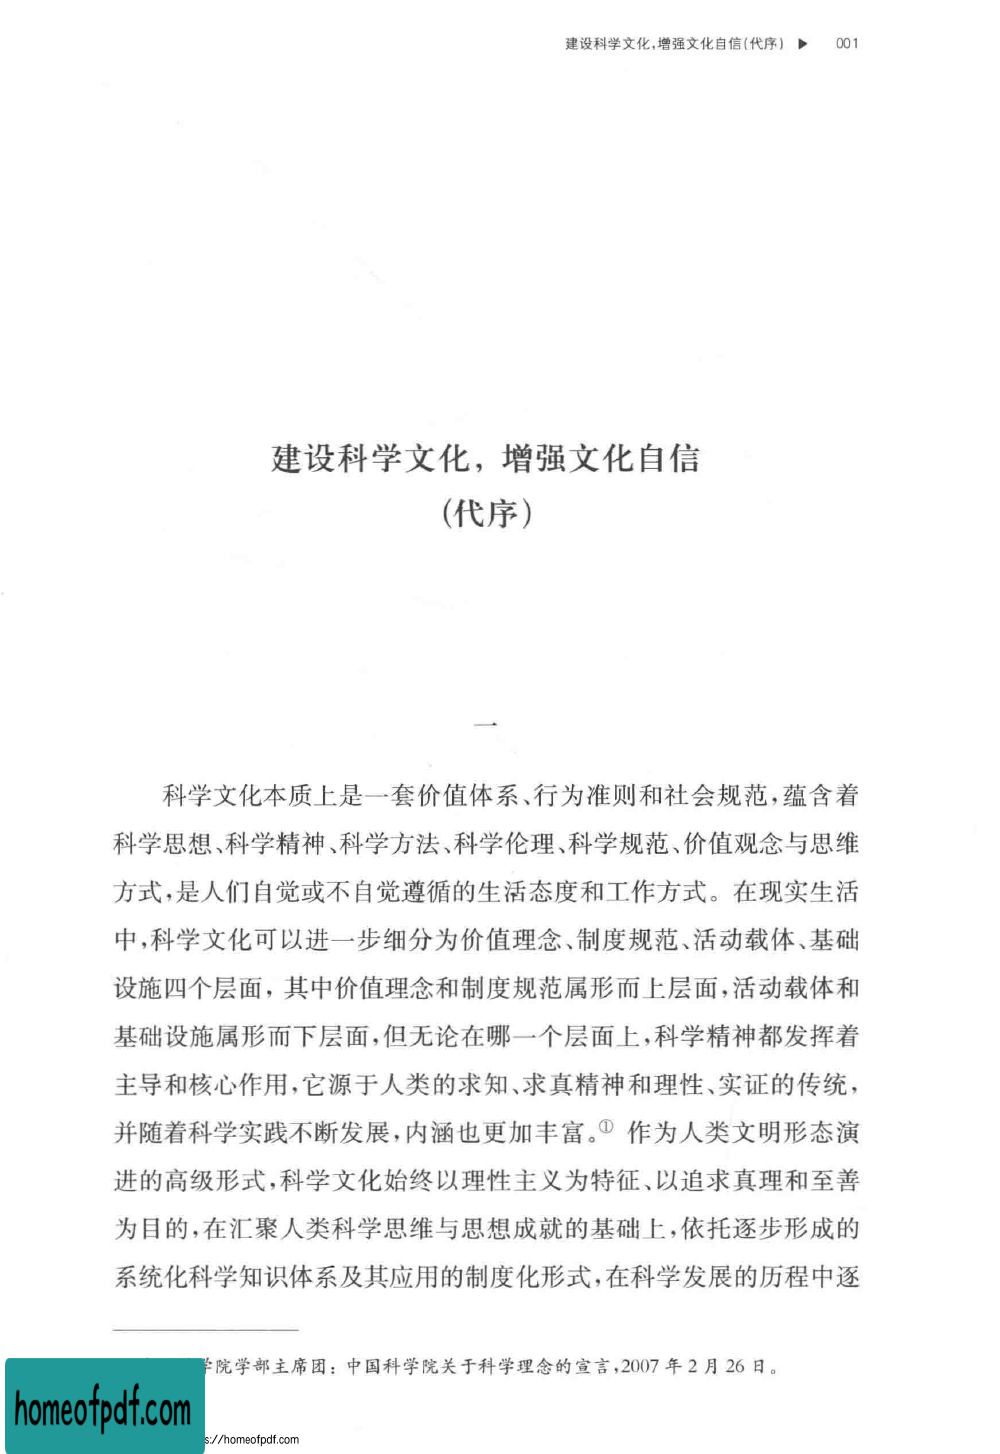 建设科学文化,增强文化自信(代序) ▶ 001
建设科学文化，增强文化自信
(代序)
一
科学文化本质上是一套价值体系、行为准则和社会规范,蕴含着
科学思想、科学精神、科学方法、科学伦理、科学规范、价值观念与思维
方式,是人们自觉或不自觉遵循的生活态度和工作方式。在现实生活
中,科学文化可以进一步细分为价值理念、制度规范、活动载体、基础
设施四个层面,其中价值理念和制度规范属形而上层面,活动载体和
基础设施属形而下层面,但无论在哪一个层面上,科学精神都发挥着
主导和核心作用,它源于人类的求知、求真精神和理性、实证的传统,
并随着科学实践不断发展,内涵也更加丰富。① 作为人类文明形态演
进的高级形式,科学文化始终以理性主义为特征、以追求真理和至善
为目的,在汇聚人类科学思维与思想成就的基础上,依托逐步形成的
系统化科学知识体系及其应用的制度化形式,在科学发展的历程中逐
学院学部主席团：中国科学院关于科学理念的宣言,2007 年 2 月 26 日。
homeofpdf.com
s://homeofpdf.com